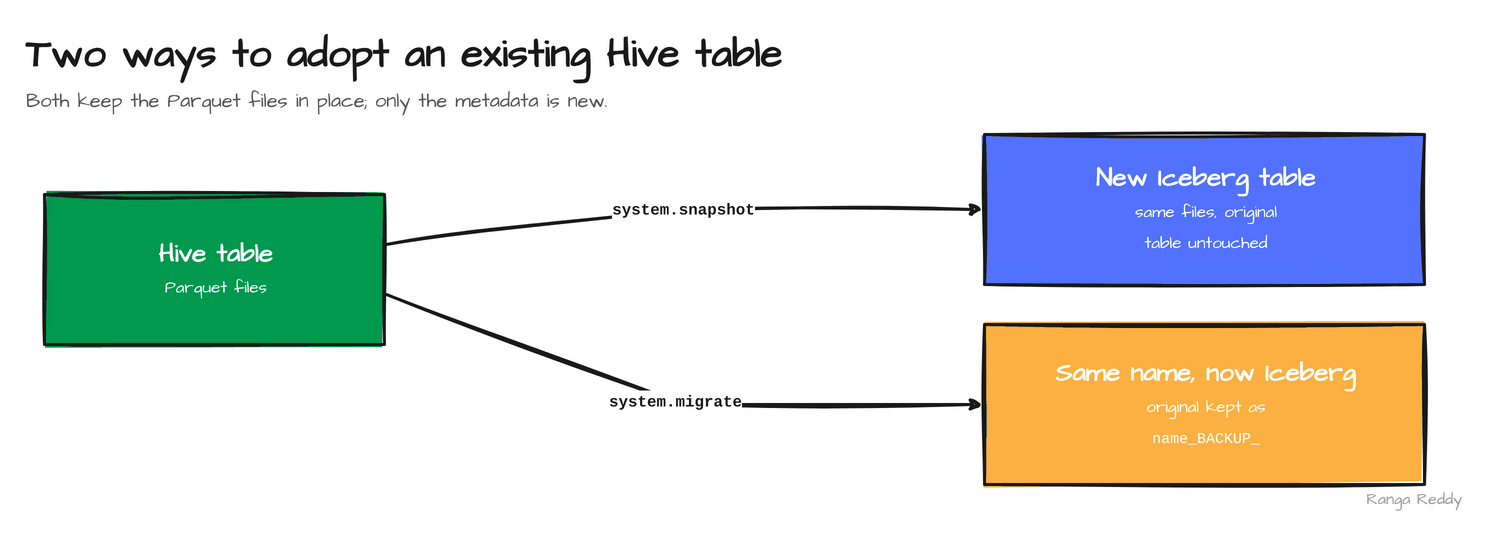 Two ways to adopt an existing Hive table
Both keep the Parquet files in place; only the metadata is new.
Hive table
Parquet files
system.snapshot
New Iceberg table
same files, original
table untouched
system.migrate
Same name, now Iceberg
original kept as
name_BACKUP_
Ranga Reddy